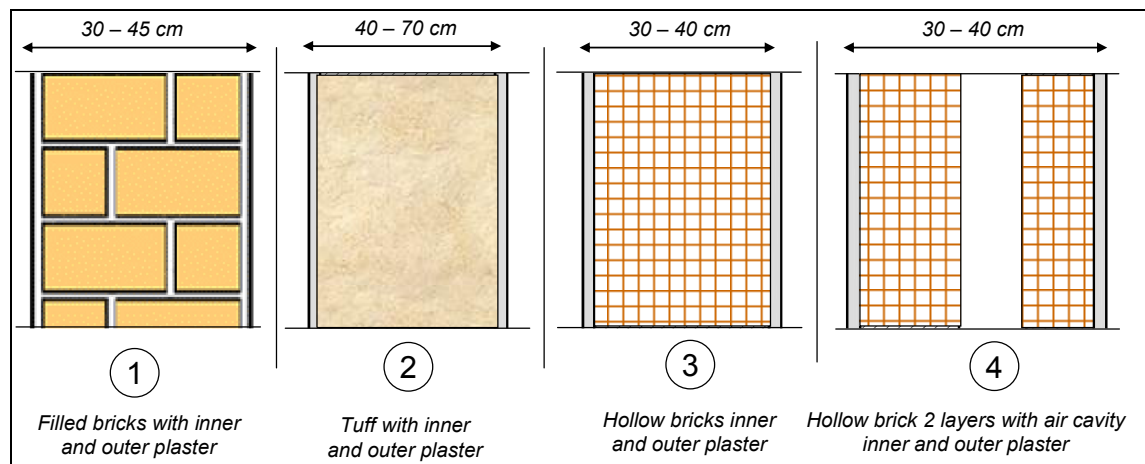 30 – 45 cm
40 – 70 cm
30 – 40 cm
30 – 40 cm
1
2
3
4
Filled bricks with inner
and outer plaster
Tuff with inner
and outer plaster
Hollow bricks inner
and outer plaster
Hollow brick 2 layers with air cavity
inner and outer plaster